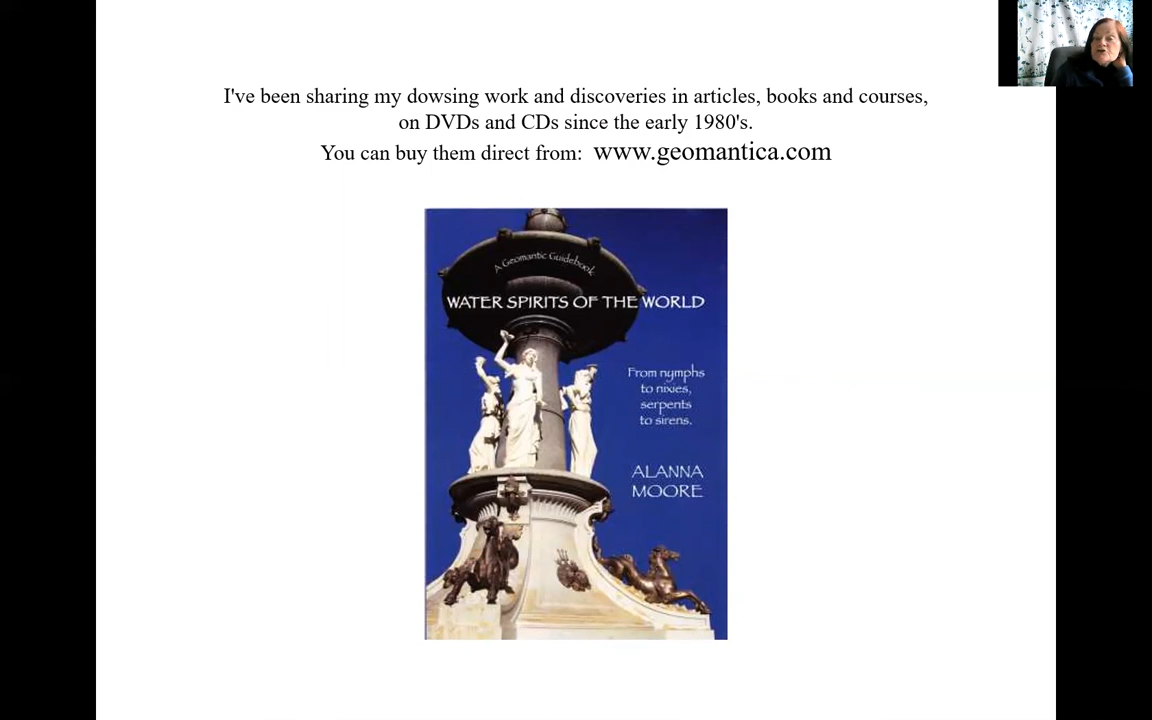 I've been sharing my dowsing work and discoveries in articles, books and courses,
on DVDs and CDs since the early 1980's.
You can buy them direct from: www.geomantica.com
A Geomantic Guidebook
WATER SPIRITS OF THE WORLD
From nymphs
to nixies,
serpents
to sirens.
ALANNA
MOORE